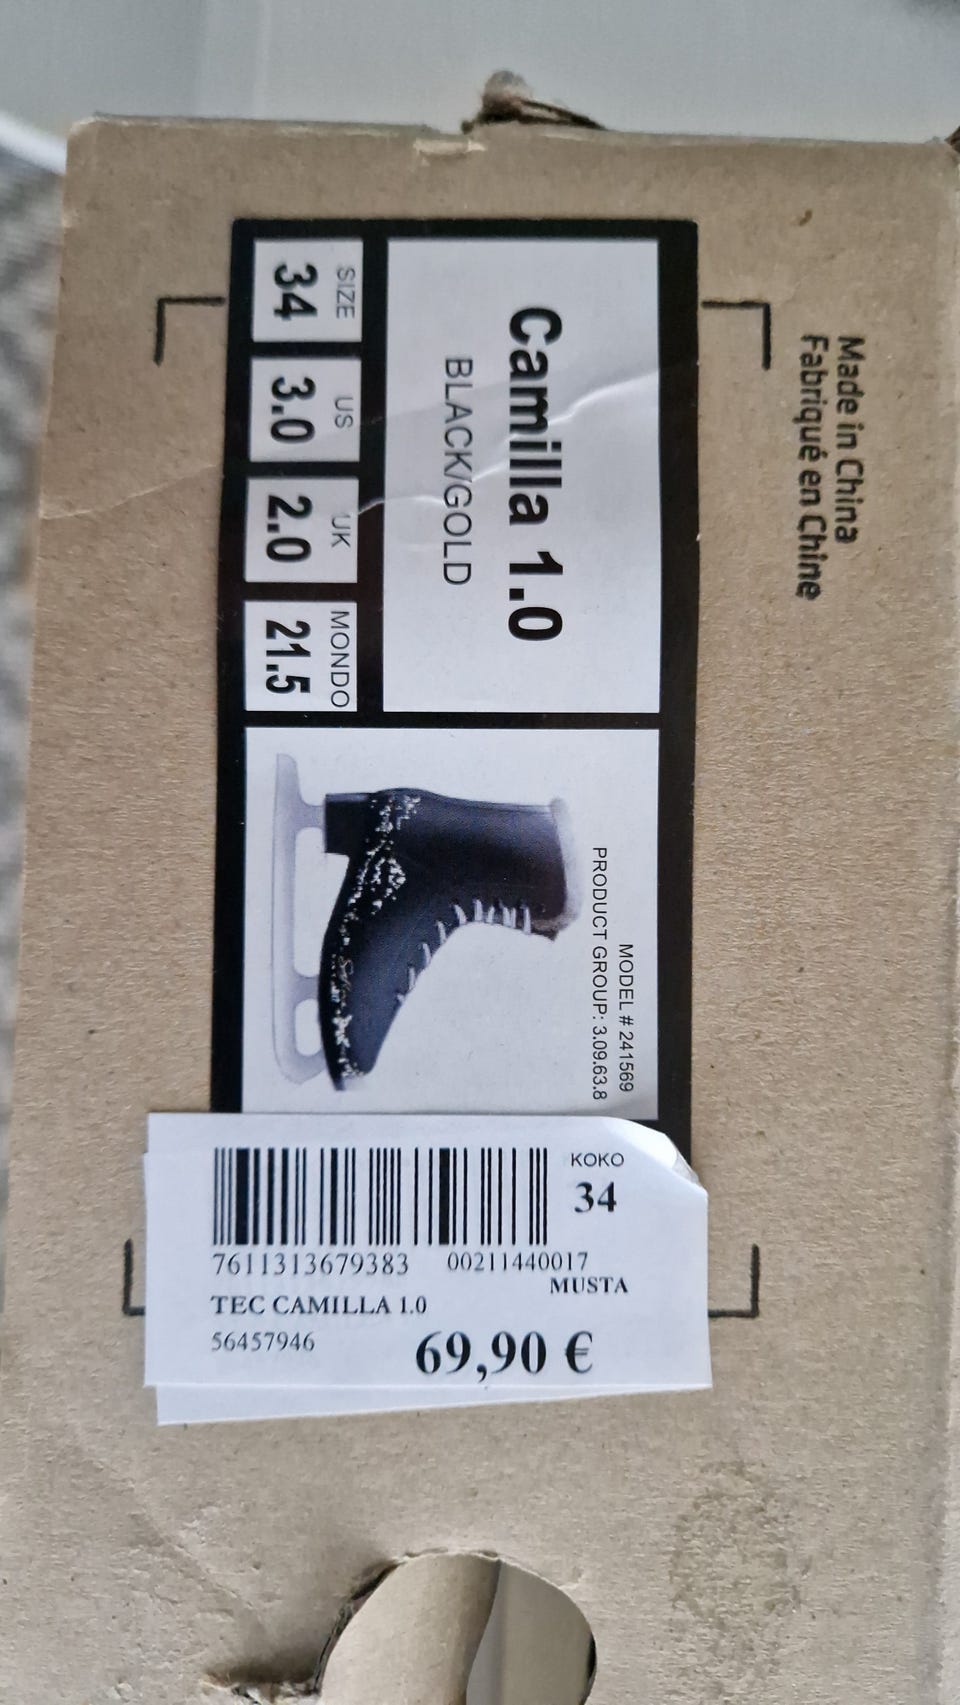 Made in China
Fabriqué en Chine
Camilla 1.0
BLACK/GOLD
SIZE
34
US
3.0
UK
2.0
MONDO
21.5
MODEL # 241569
PRODUCT GROUP: 3.09.63.8
KOKO
34
7611313679383 00211440017
MUSTA
TEC CAMILLA 1.0
56457946
69,90 €